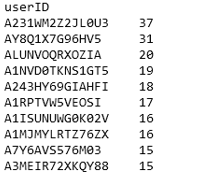 userID
A231WM2Z2JL0U3    37
AY8Q1X7G96HV5     31
ALUNVOQRXOZIA     20
A1NVD0TKNS1GT5    19
A243HY69GIAHFI    18
A1RPTVW5VEOSI     17
A1ISUNUWG0K02V    16
A1MJMYLRTZ76ZX    16
A7Y6AVS576M03     15
A3MEIR72XKQY88    15